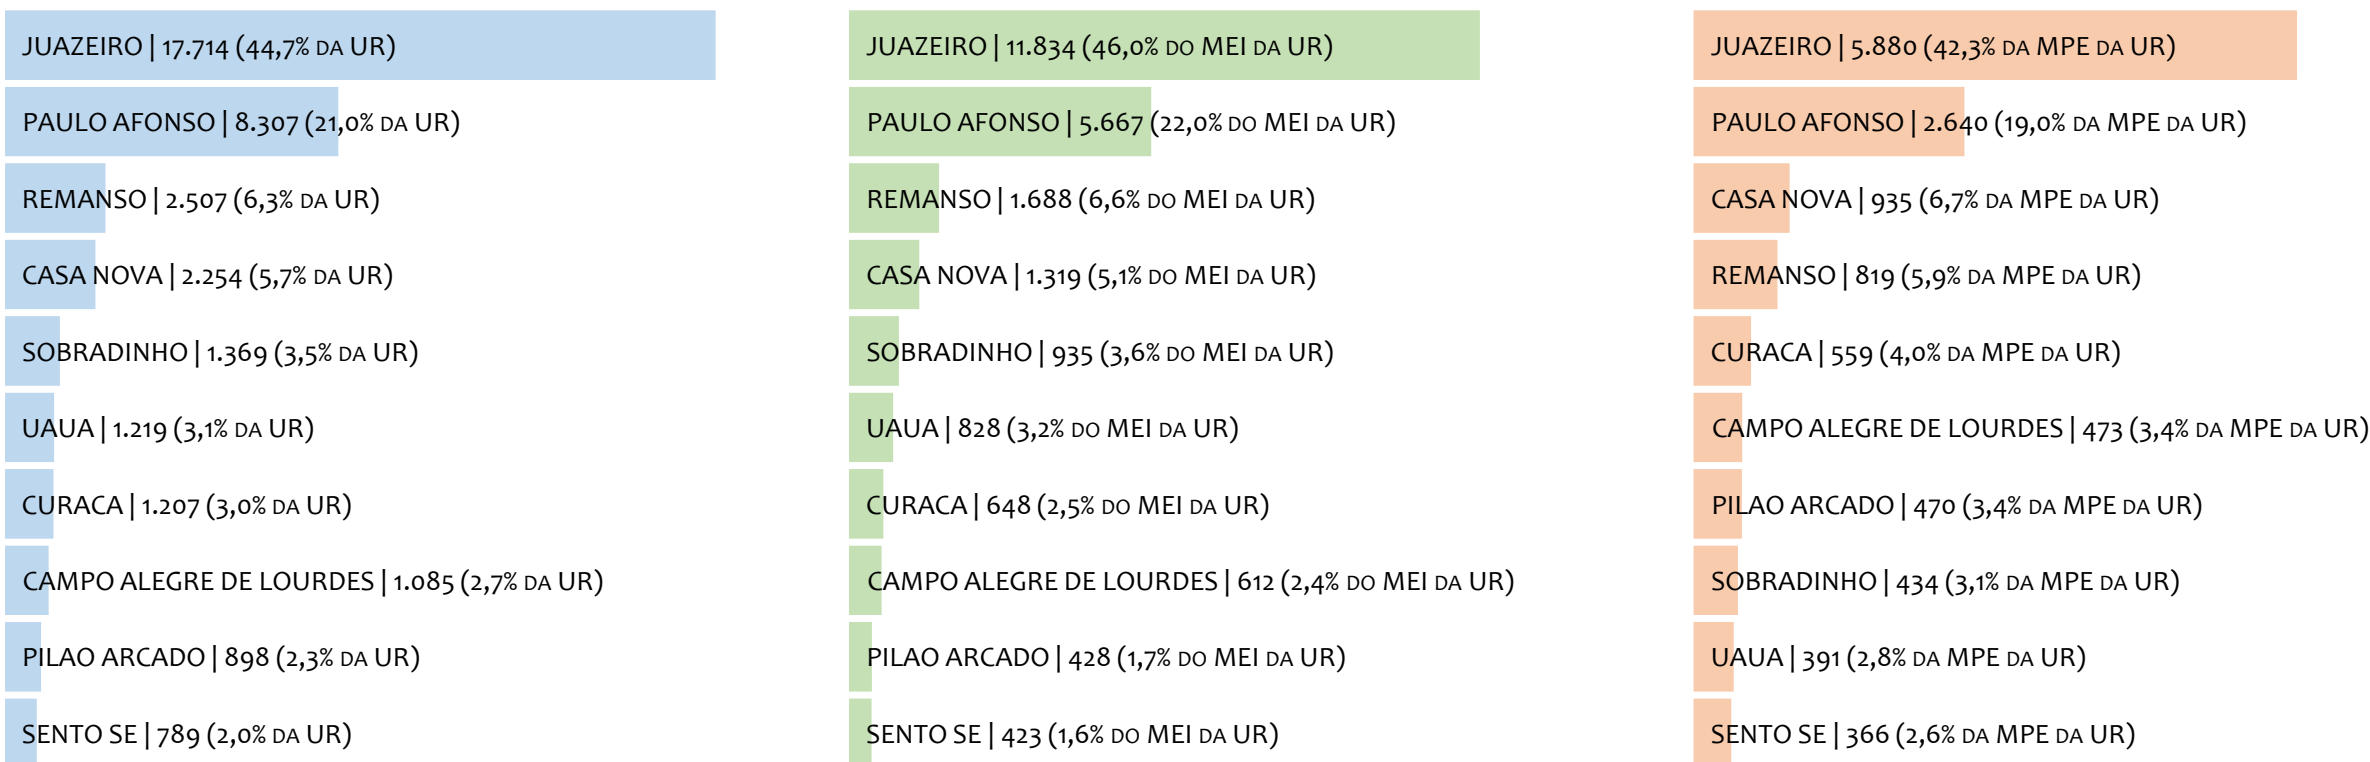 JUAZEIRO | 17.714 (44,7% DA UR)
PAULO AFONSO | 8.307 (21,0% DA UR)
REMANSO | 2.507 (6,3% DA UR)
CASA NOVA | 2.254 (5,7% DA UR)
SOBRADINHO | 1.369 (3,5% DA UR)
UAUA | 1.219 (3,1% DA UR)
CURACA | 1.207 (3,0% DA UR)
CAMPO ALEGRE DE LOURDES | 1.085 (2,7% DA UR)
PILAO ARCADO | 898 (2,3% DA UR)
SENTO SE | 789 (2,0% DA UR)
JUAZEIRO | 11.834 (46,0% DO MEI DA UR)
PAULO AFONSO | 5.667 (22,0% DO MEI DA UR)
REMANSO | 1.688 (6,6% DO MEI DA UR)
CASA NOVA | 1.319 (5,1% DO MEI DA UR)
SOBRADINHO | 935 (3,6% DO MEI DA UR)
UAUA | 828 (3,2% DO MEI DA UR)
CURACA | 648 (2,5% DO MEI DA UR)
CAMPO ALEGRE DE LOURDES | 612 (2,4% DO MEI DA UR)
PILAO ARCADO | 428 (1,7% DO MEI DA UR)
SENTO SE | 423 (1,6% DO MEI DA UR)
JUAZEIRO | 5.880 (42,3% DA MPE DA UR)
PAULO AFONSO | 2.640 (19,0% DA MPE DA UR)
CASA NOVA | 935 (6,7% DA MPE DA UR)
REMANSO | 819 (5,9% DA MPE DA UR)
CURACA | 559 (4,0% DA MPE DA UR)
CAMPO ALEGRE DE LOURDES | 473 (3,4% DA MPE DA UR)
PILAO ARCADO | 470 (3,4% DA MPE DA UR)
SOBRADINHO | 434 (3,1% DA MPE DA UR)
UAUA | 391 (2,8% DA MPE DA UR)
SENTO SE | 366 (2,6% DA MPE DA UR)